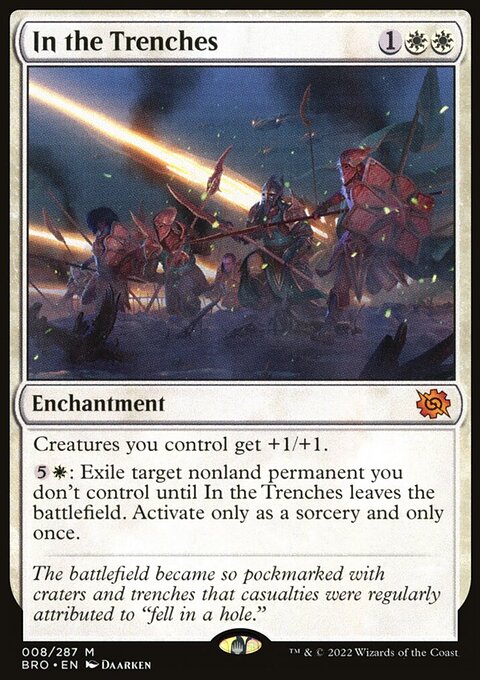 In the Trenches 1
Enchantment
Creatures you control get +1/+1.
5: Exile target nonland permanent you
don't control until In the Trenches leaves the
battlefield. Activate only as a sorcery and only
once.
The battlefield became so pockmarked with
craters and trenches that casualties were regularly
attributed to “fell in a hole.”
008/287 M
BRO • EN DAARKEN
™ & © 2022 Wizards of the Coast